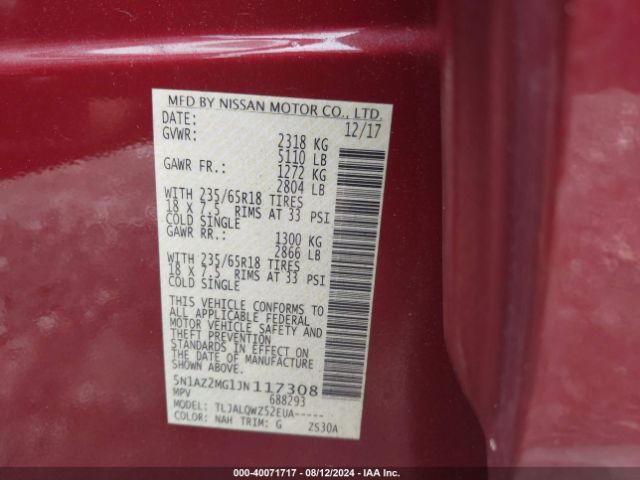 MFD BY NISSAN MOTOR CO., LTD.
DATE: 12/17
GVWR: 2318 KG
5110 LB
GAWR FR.: 1272 KG
2804 LB
WITH 235/65R18 TIRES
18 X 7.5 RIMS AT 33 PSI
COLD SINGLE
GAWR RR.: 1300 KG
2866 LB
WITH 235/65R18 TIRES
18 X 7.5 RIMS AT 33 PSI
COLD SINGLE
THIS VEHICLE CONFORMS TO
ALL APPLICABLE FEDERAL
MOTOR VEHICLE SAFETY AND
THEFT PREVENTION
STANDARDS IN EFFECT ON
THE DATE OF MANUFACTURE
SHOWN ABOVE.
5N1AZ2MG1JN117308
MPV 688293
MODEL: TLJALQWZ52EUA-----
COLOR: NAH TRIM: G ZS30A
000-40071717 - 08/12/2024 - IAA Inc.